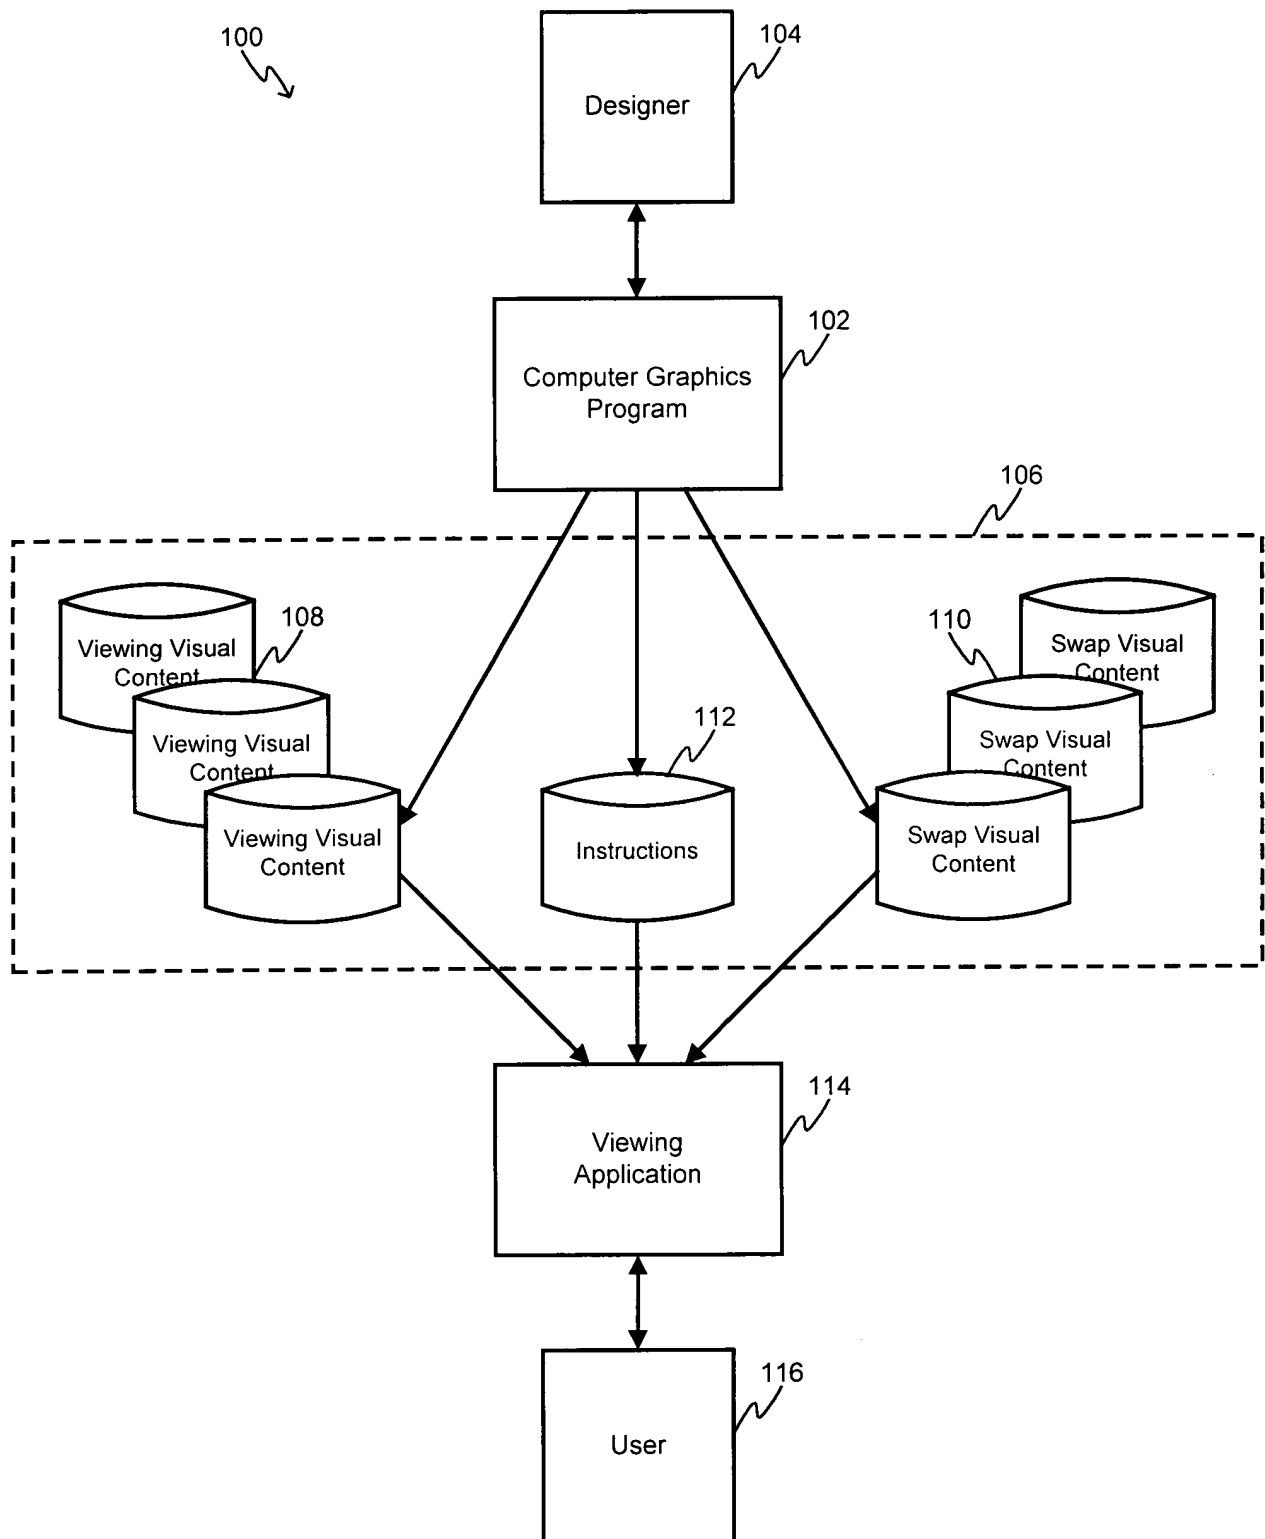 100
104
Designer
102
Computer Graphics
Program
106
108
Viewing Visual
Content
Viewing Visual
Content
Viewing Visual
Content
112
Instructions
110
Swap Visual
Content
Swap Visual
Content
Swap Visual
Content
114
Viewing
Application
116
User